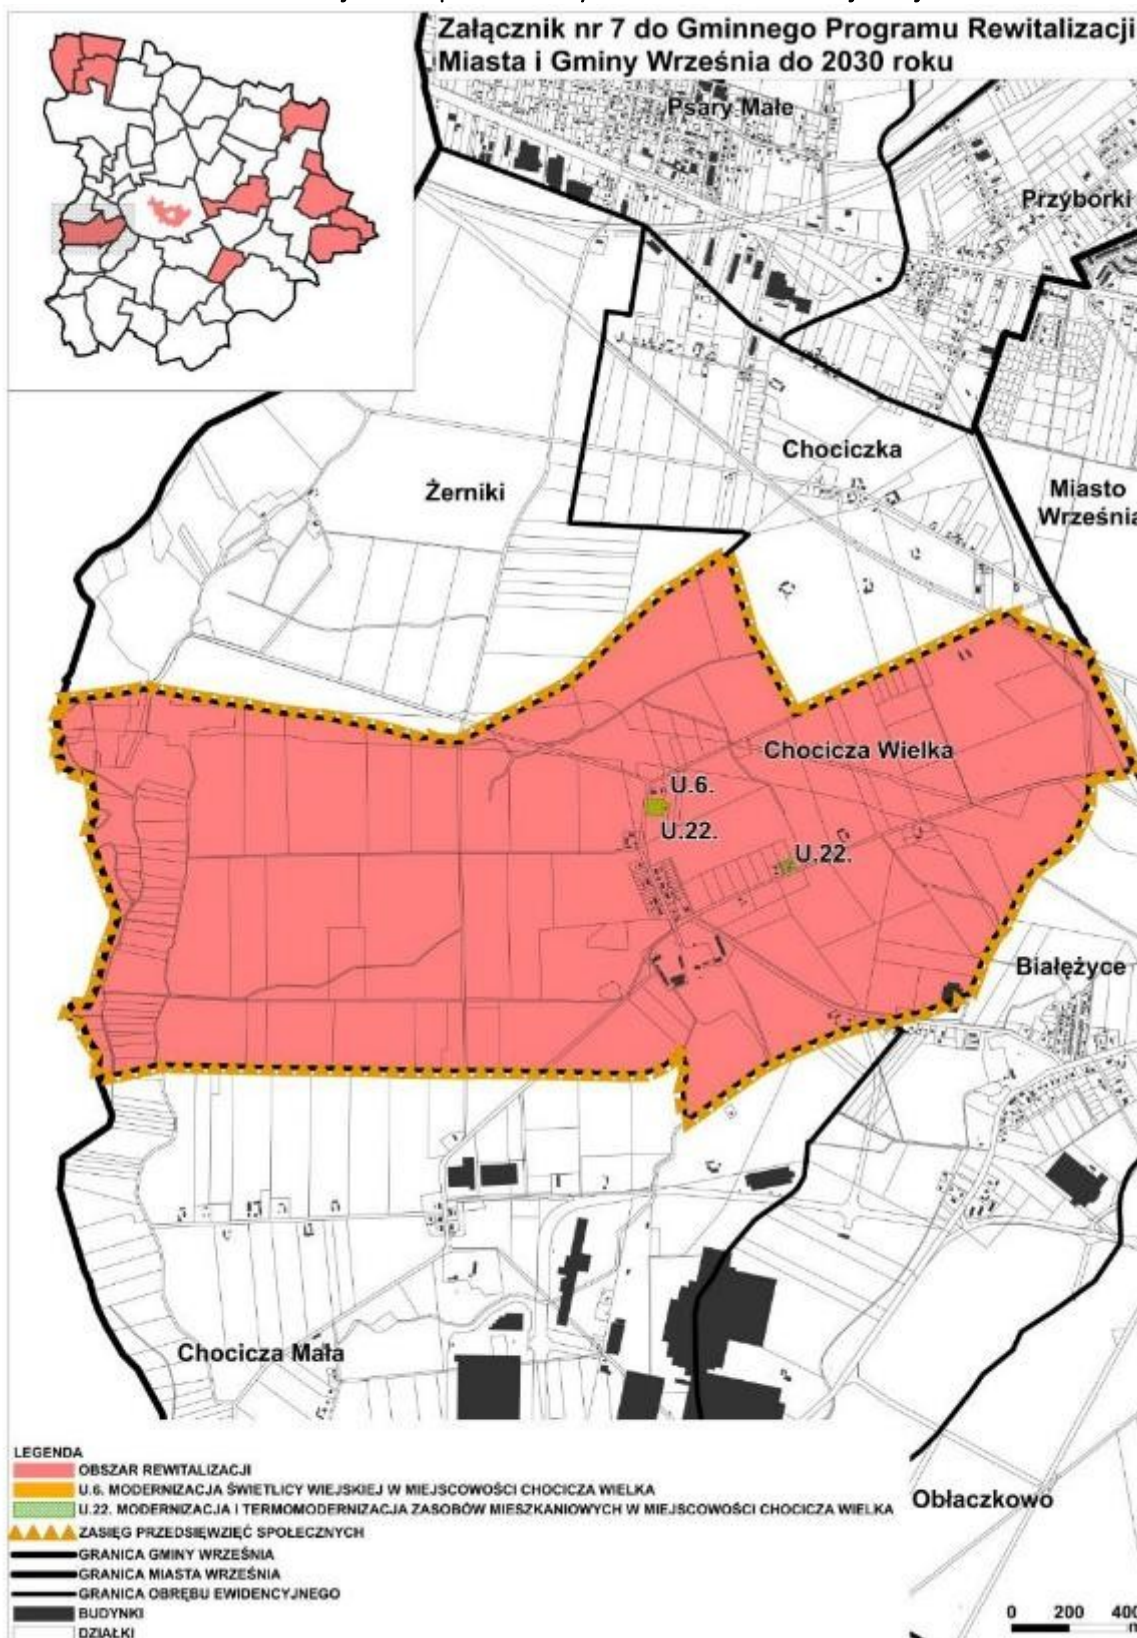 Załącznik nr 7 do Gminnego Programu Rewitalizacji
Miasta i Gminy Września do 2030 roku
Psary Małe
Przyborki
Chociczka
Żerniki
Miasto
Września
Chocicza Wielka
U.6.
U.22.
U.22.
Białężyce
Chocicza Mała
Obłaczkowo
LEGENDA
OBSZAR REWITALIZACJI
U.6. MODERNIZACJA ŚWIETLICY WIEJSKIEJ W MIEJSCOWOŚCI CHOCICZA WIELKA
U.22. MODERNIZACJA I TERMOMODERNIZACJA ZASOBÓW MIESZKANIOWYCH W MIEJSCOWOŚCI CHOCICZA WIELKA
ZASIĘG PRZEDSIĘWZIĘĆ SPOŁECZNYCH
GRANICA GMINY WRZEŚNIA
GRANICA MIASTA WRZEŚNIA
GRANICA OBRĘBU EWIDENCYJNEGO
BUDYNKI
DZIAŁKI
0 200 400